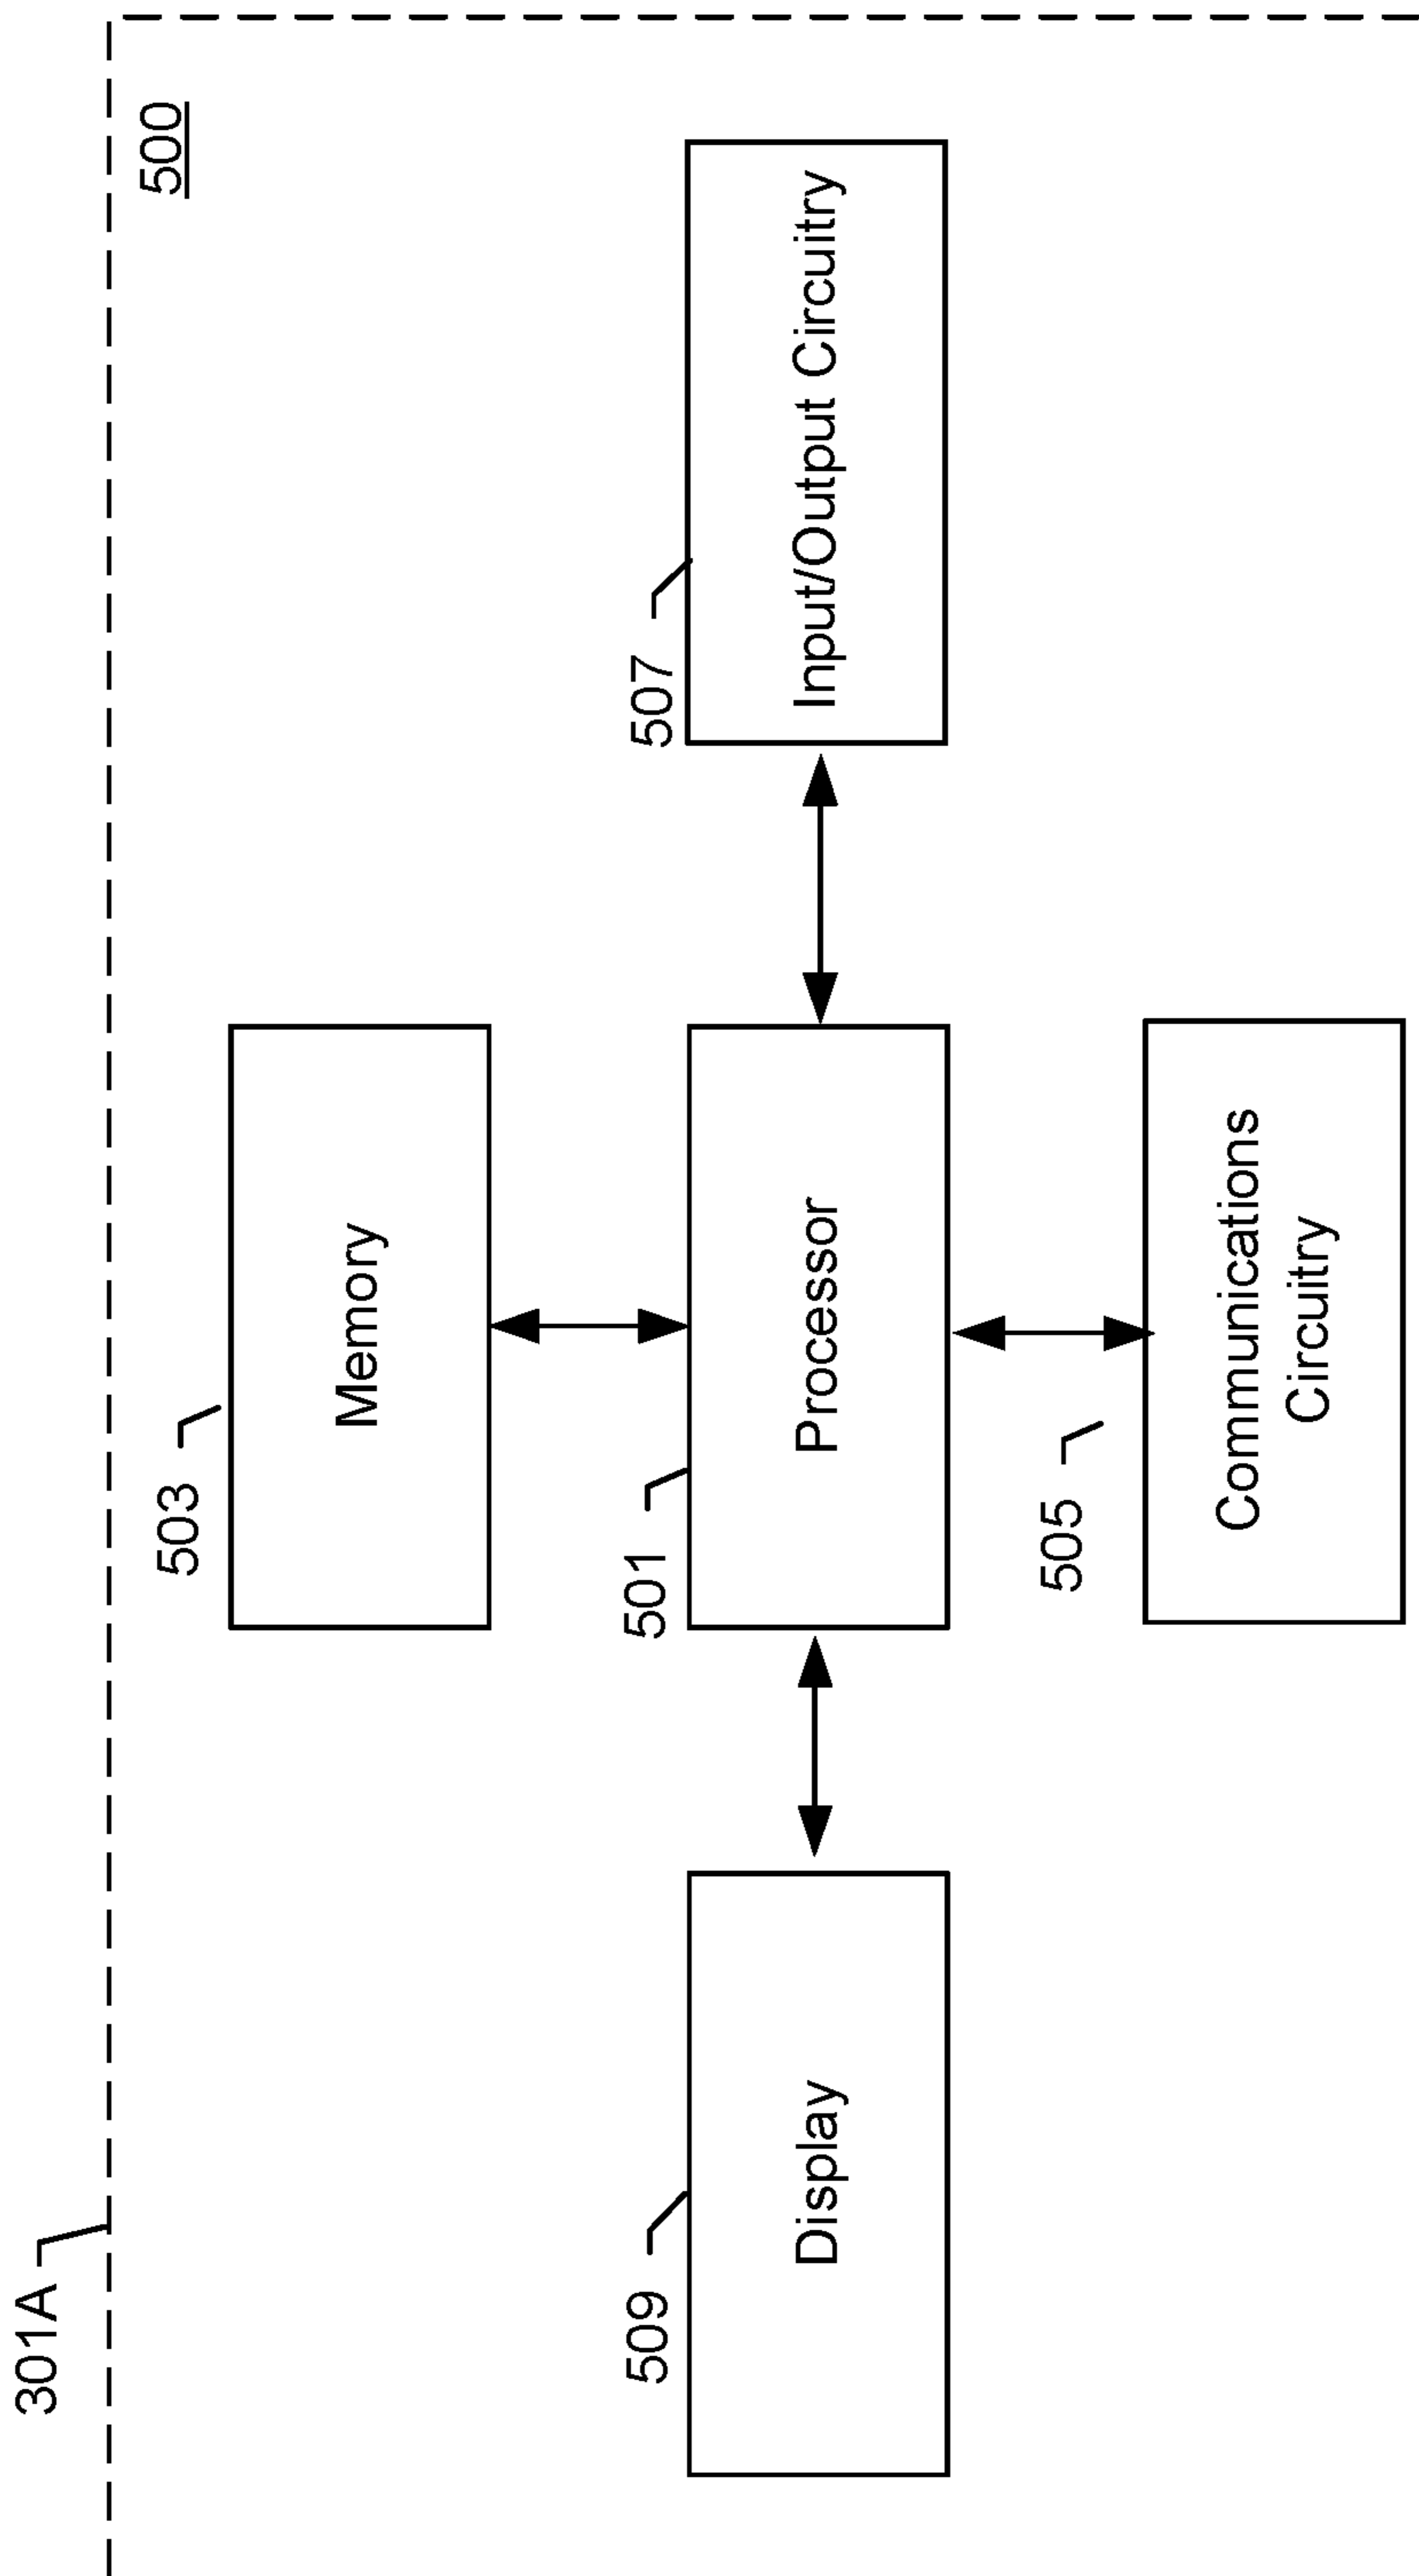 301A
500
503
Memory
509
501
507
Display
Processor
Input/Output Circuitry
505
Communications
Circuitry